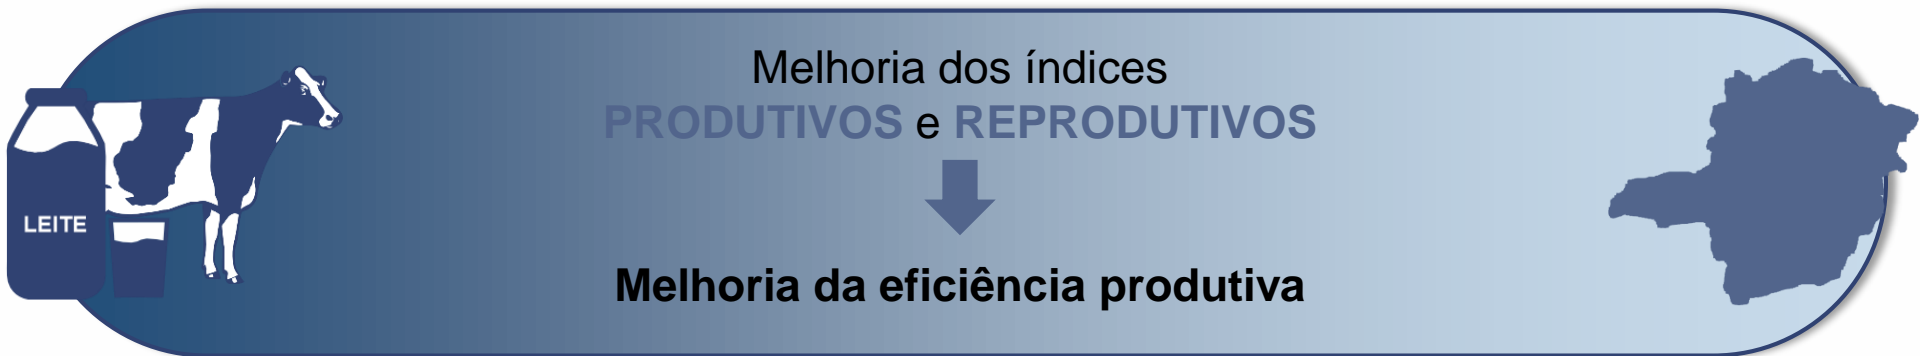 Melhoria dos índices
PRODUTIVOS e REPRODUTIVOS
LEITE
Melhoria da eficiência produtiva